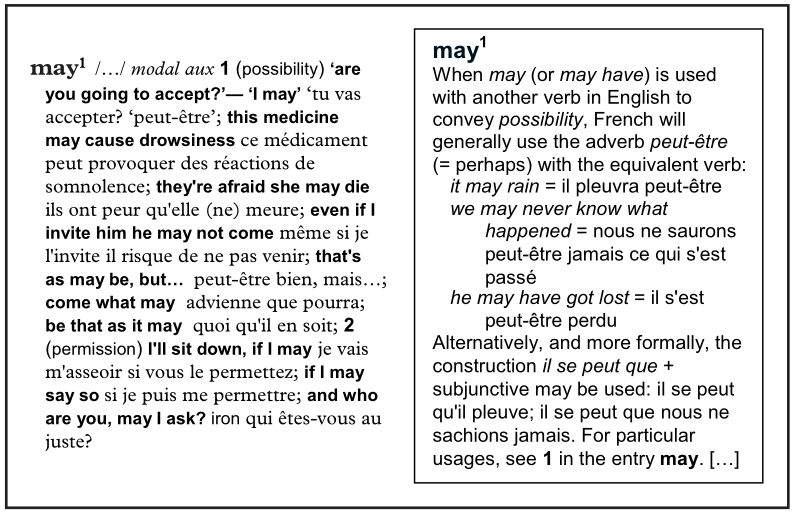 may¹ /…/ modal aux 1 (possibility) ‘are
you going to accept?’— ‘I may’ ‘tu vas
accepter? ‘peut-être’; this medicine
may cause drowsiness ce médicament
peut provoquer des réactions de
somnolence; they're afraid she may die
ils ont peur qu'elle (ne) meure; even if I
invite him he may not come même si je
l'invite il risque de ne pas venir; that's
as may be, but… peut-être bien, mais…;
come what may advienne que pourra;
be that as it may quoi qu'il en soit; 2
(permission) I'll sit down, if I may je vais
m'asseoir si vous le permettez; if I may
say so si je puis me permettre; and who
are you, may I ask? iron qui êtes-vous au
juste?
may¹
When may (or may have) is used
with another verb in English to
convey possibility, French will
generally use the adverb peut-être
(= perhaps) with the equivalent verb:
it may rain = il pleuvra peut-être
we may never know what
happened = nous ne saurons
peut-être jamais ce qui s'est
passé
he may have got lost = il s'est
peut-être perdu
Alternatively, and more formally, the
construction il se peut que +
subjunctive may be used: il se peut
qu'il pleuve; il se peut que nous ne
sachions jamais. For particular
usages, see 1 in the entry may. […]